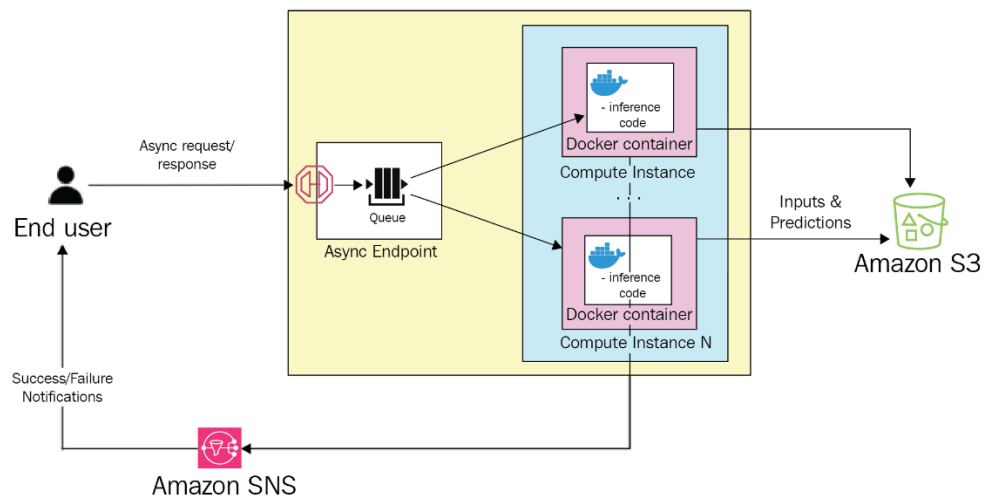 Async request/
response
End user
Queue
Async Endpoint
- inference
code
Docker container
Compute Instance
...
- inference
code
Docker container
Compute Instance N
Inputs &
Predictions
Amazon S3
Success/Failure
Notifications
Amazon SNS